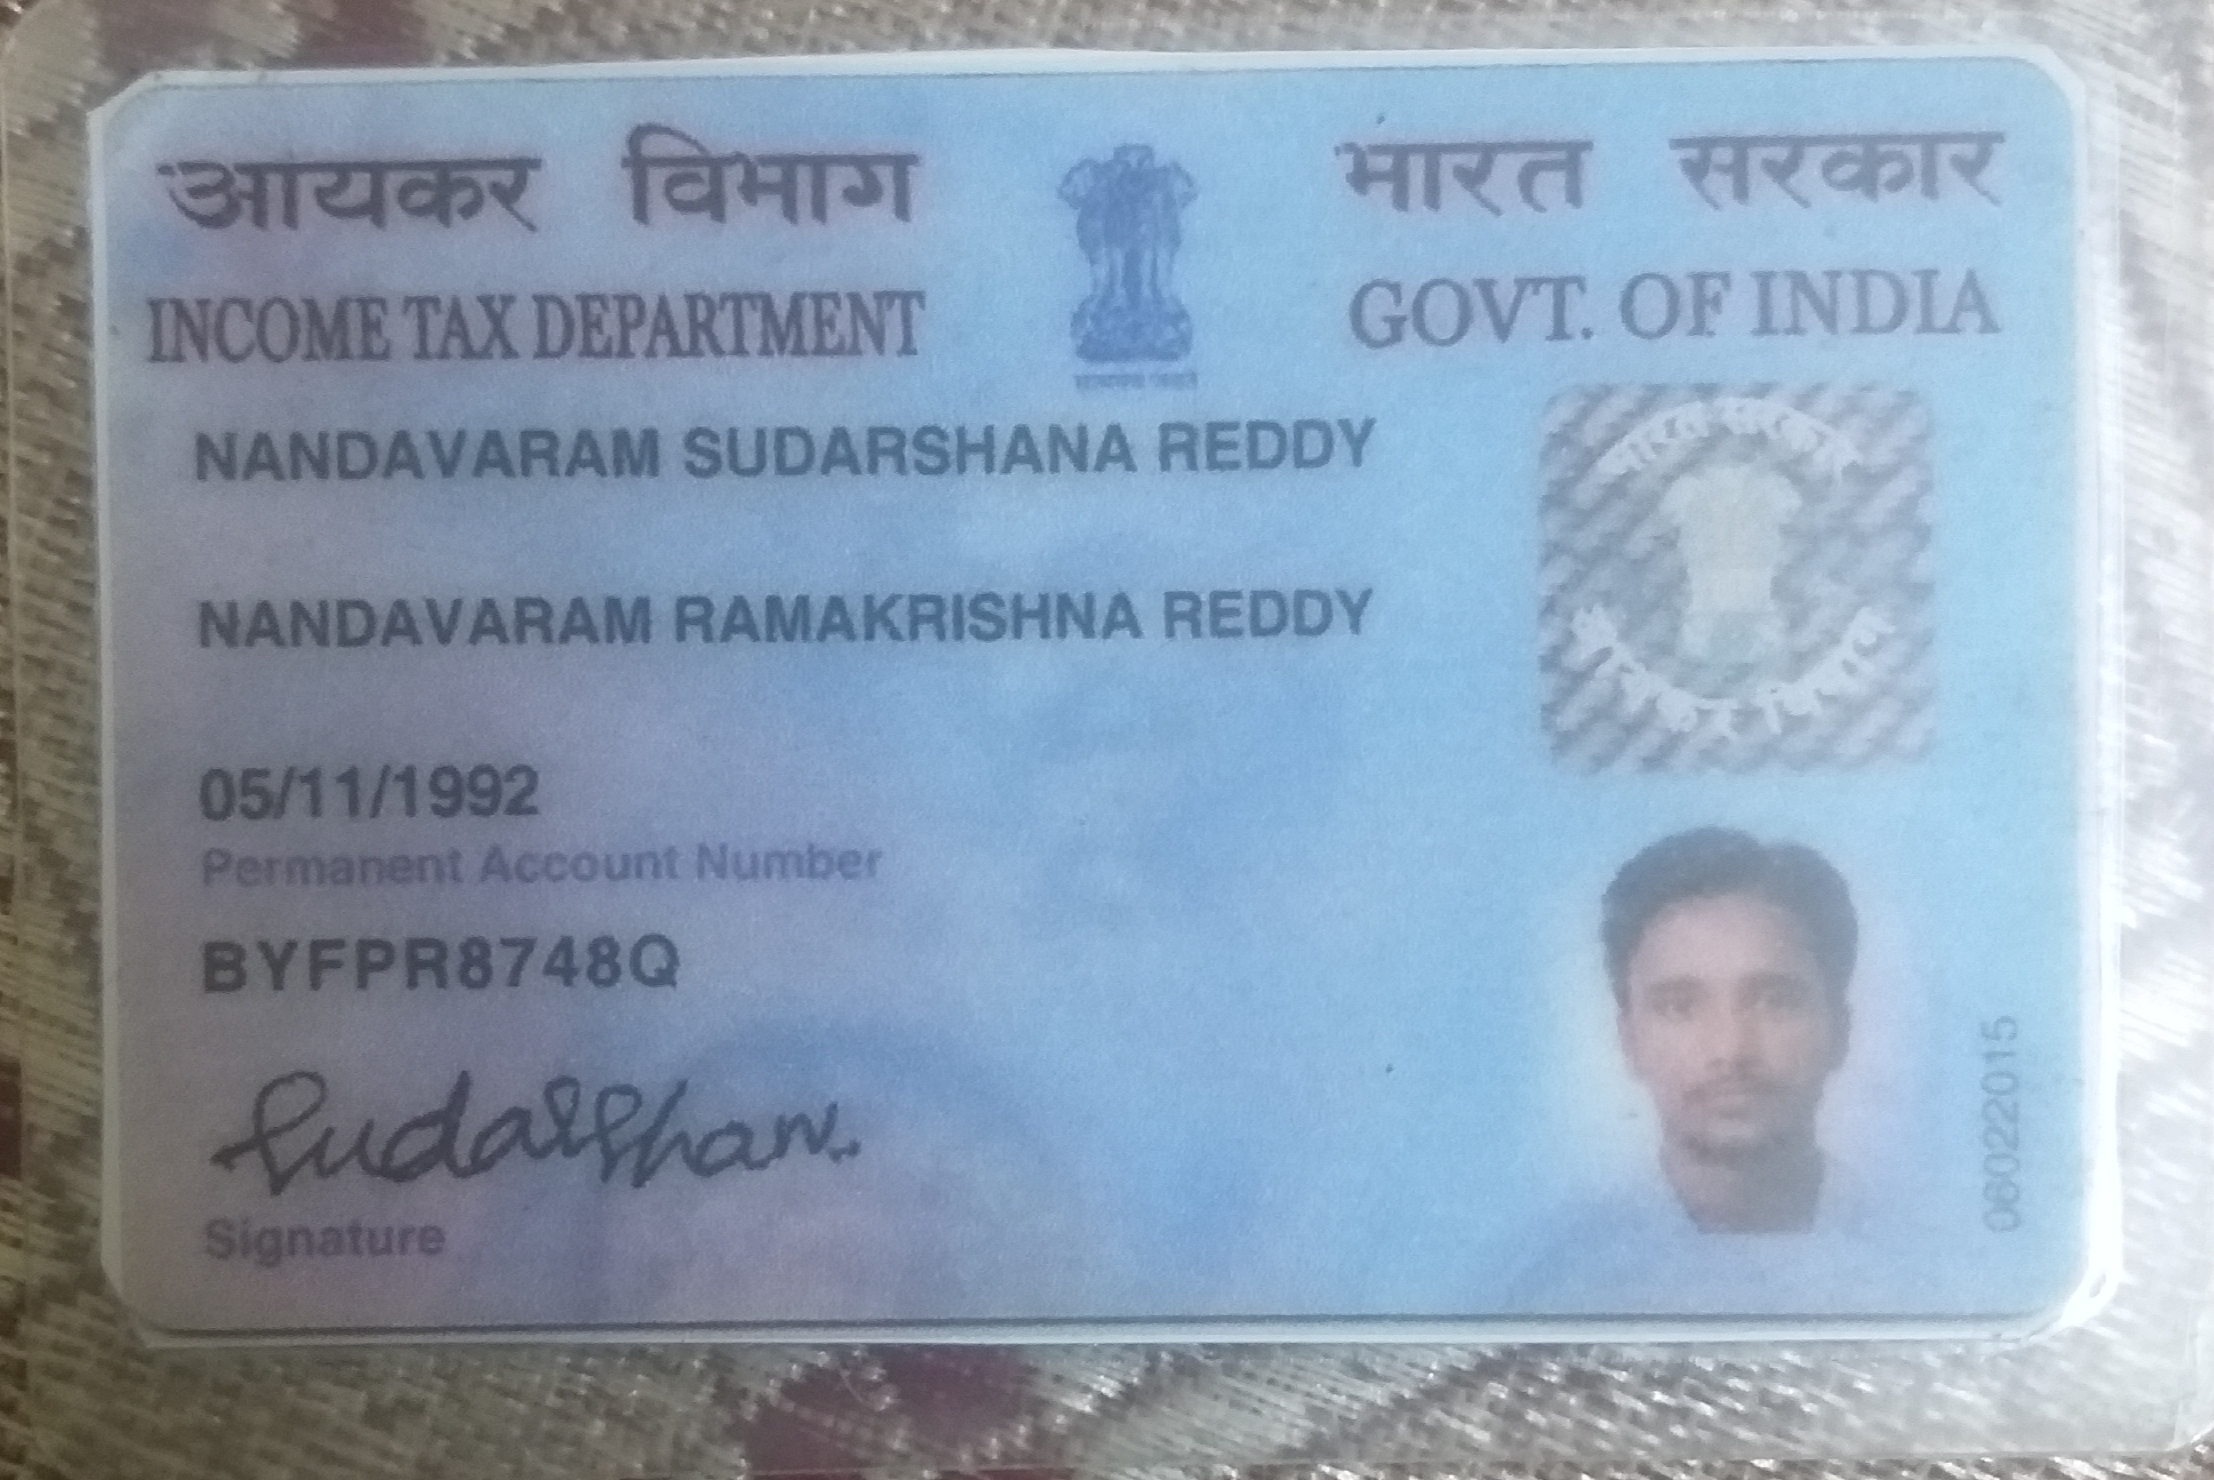 आयकर विभाग
INCOME TAX DEPARTMENT
भारत सरकार
GOVT. OF INDIA
NANDAVARAM SUDARSHANA REDDY
NANDAVARAM RAMAKRISHNA REDDY
05/11/1992
Permanent Account Number
BYFPR8748Q
Sudarshan.
Signature
भारत सरकार
आयकर विभाग
06022015